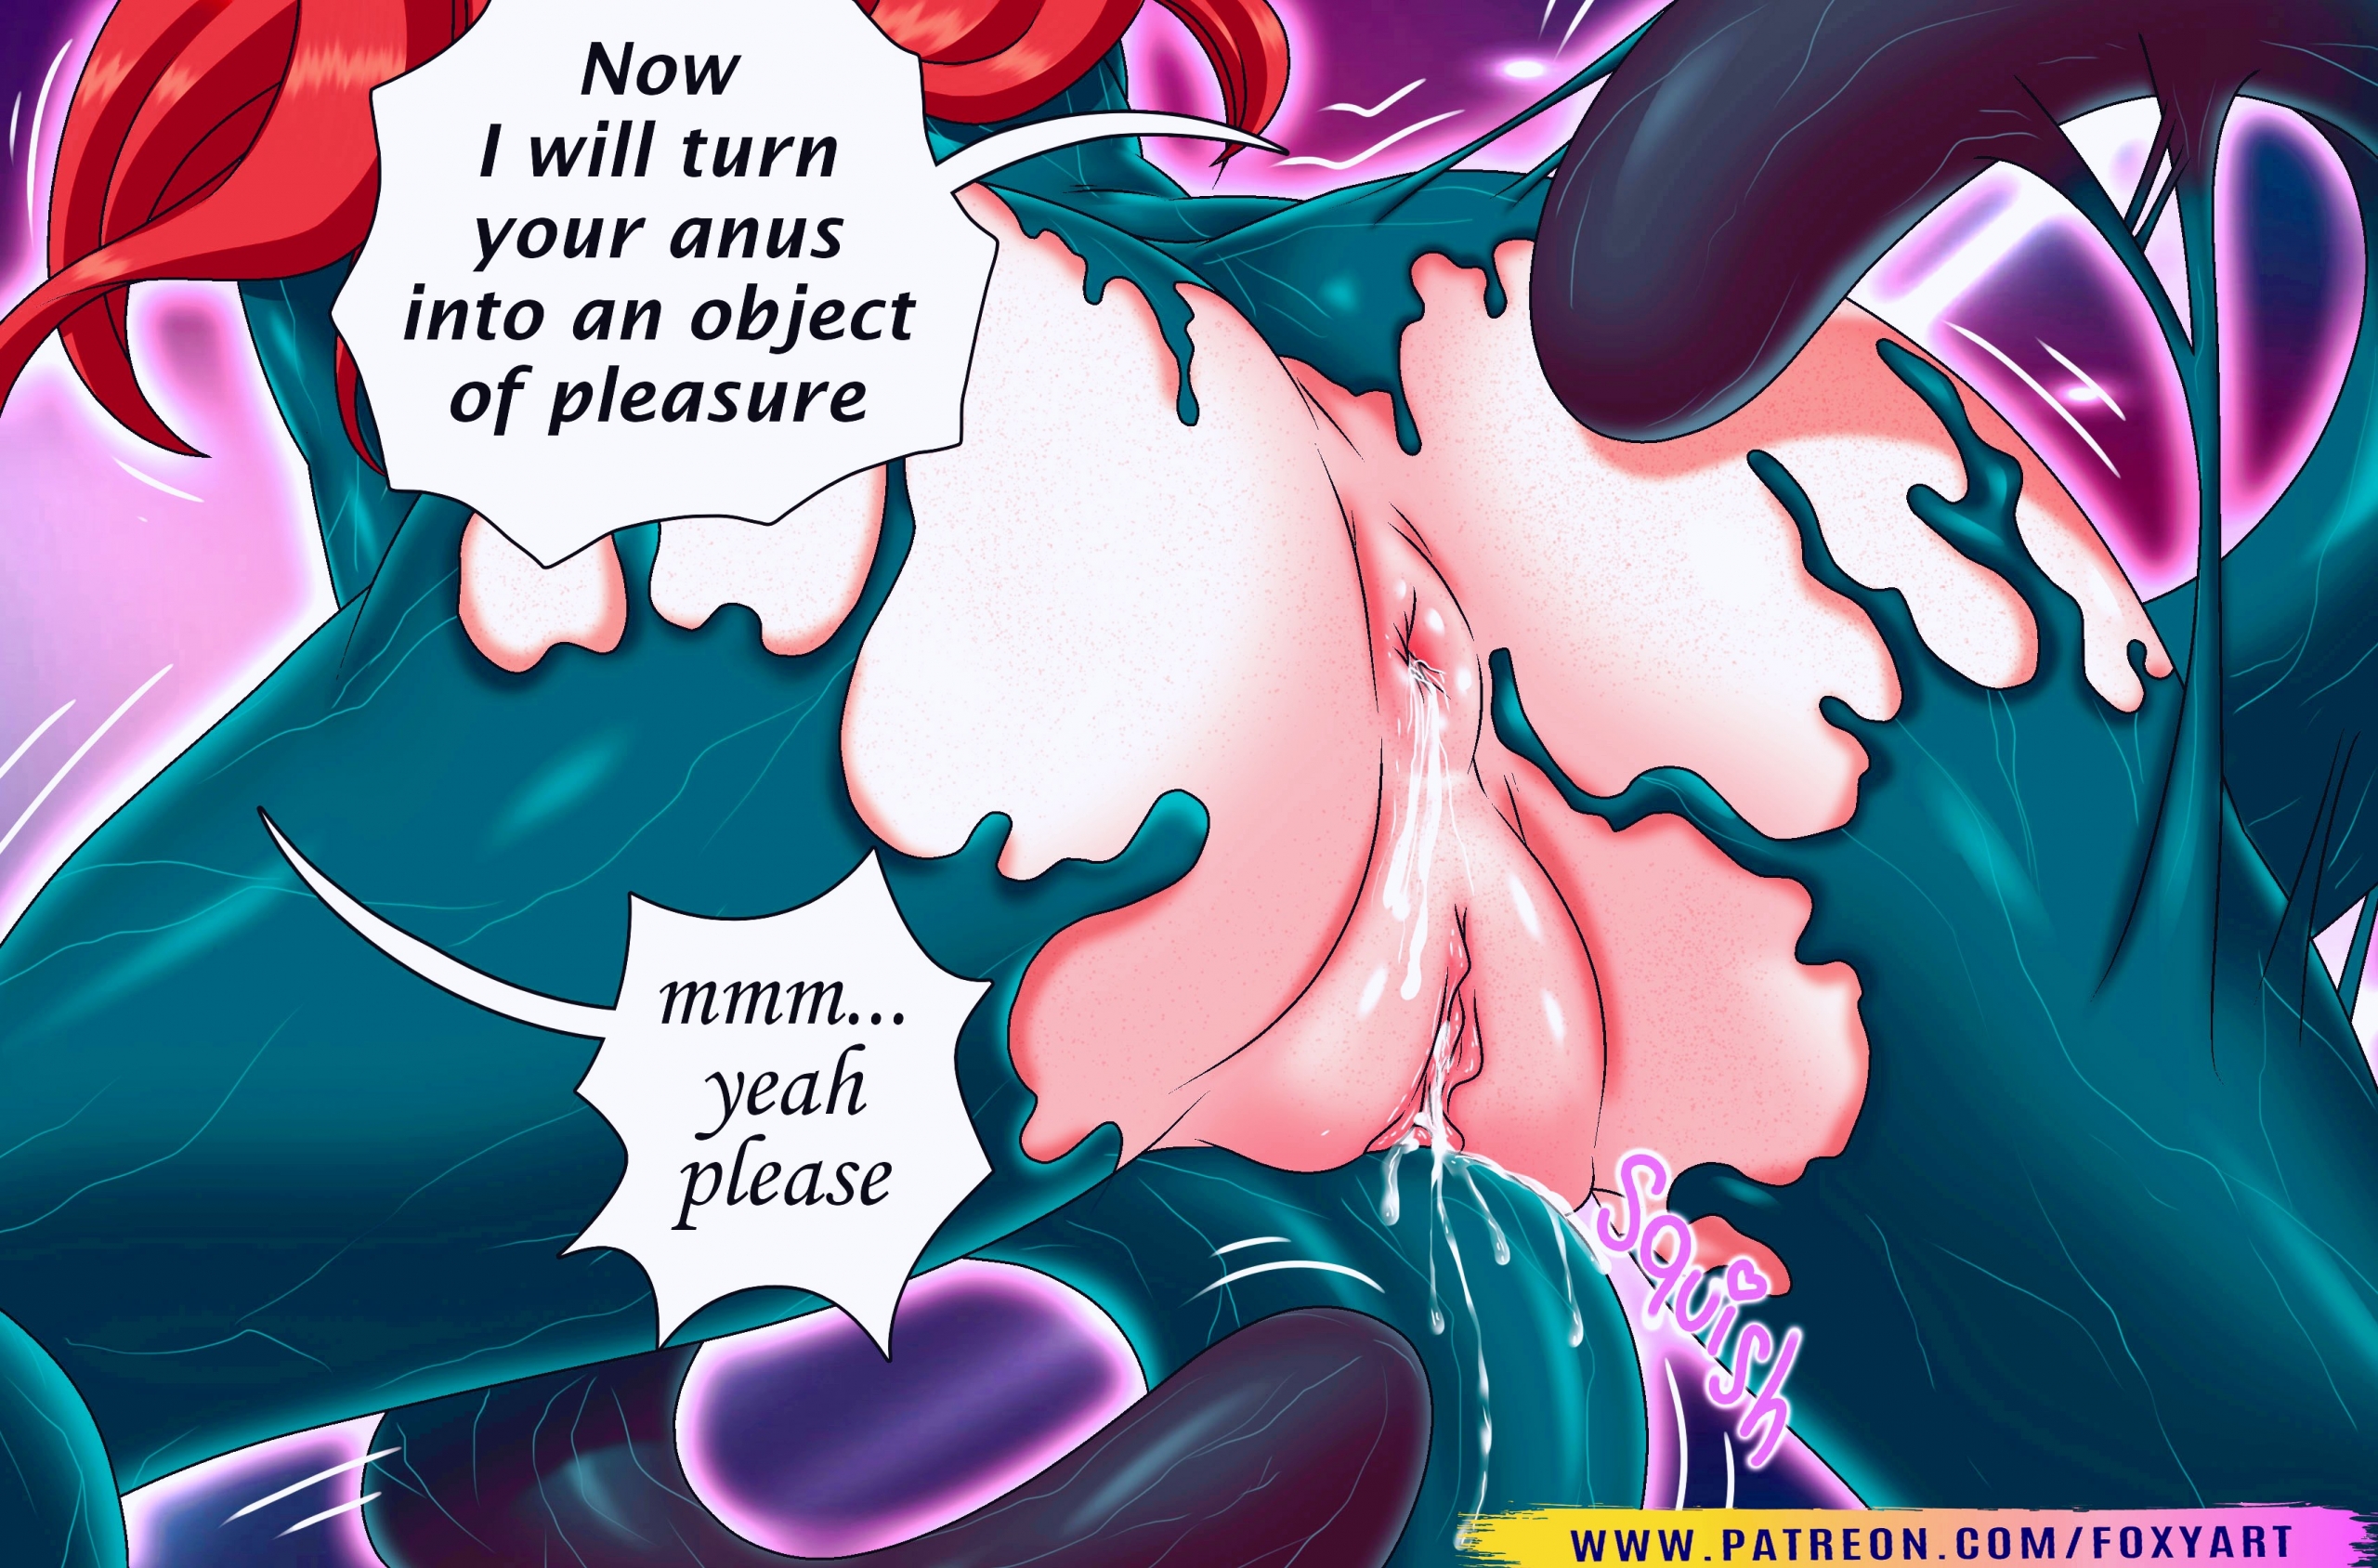 Now
I will turn
your anus
into an object
of pleasure
mmm...
yeah
please
squish
WWW.PATREON.COM/FOXYART